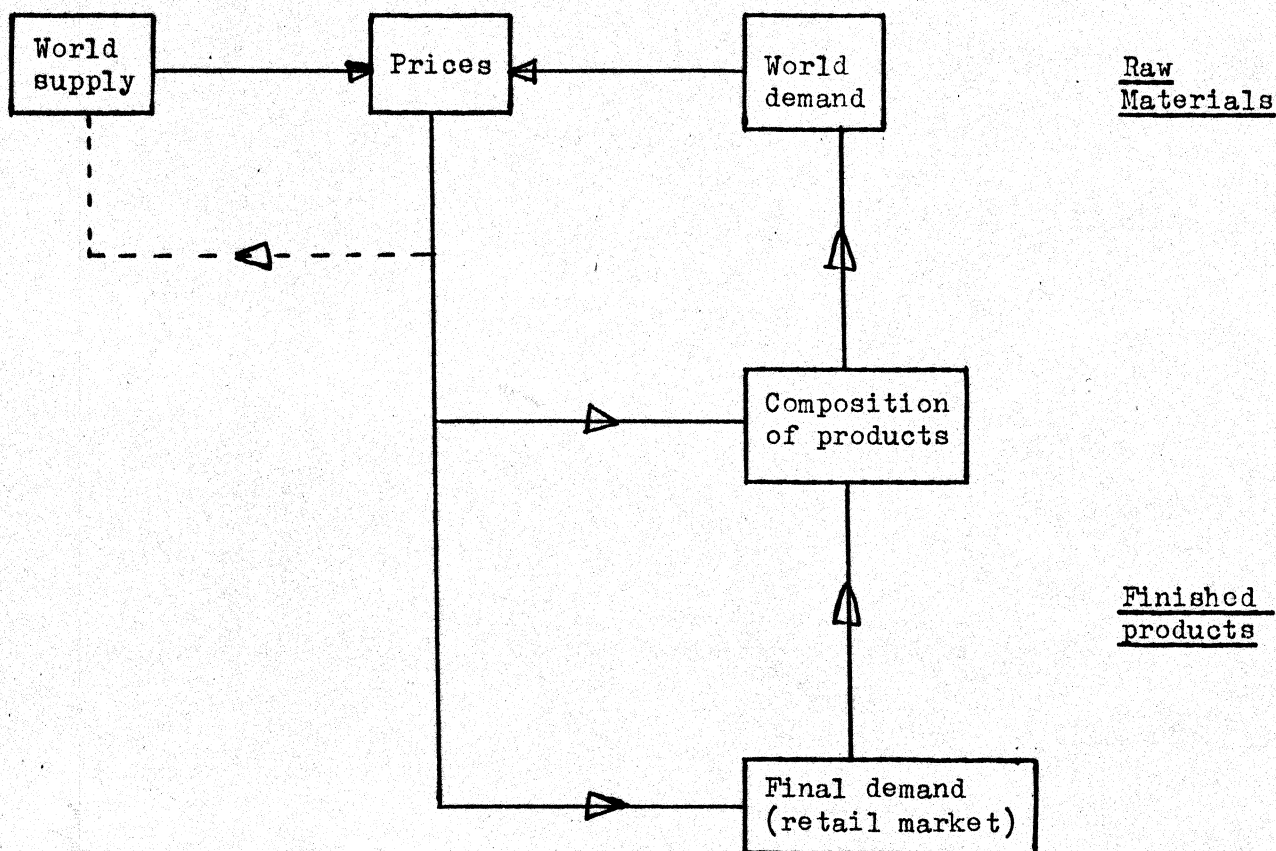 World
supply
Prices
World
demand
Raw
Materials
Composition
of products
Finished
products
Final demand
(retail market)